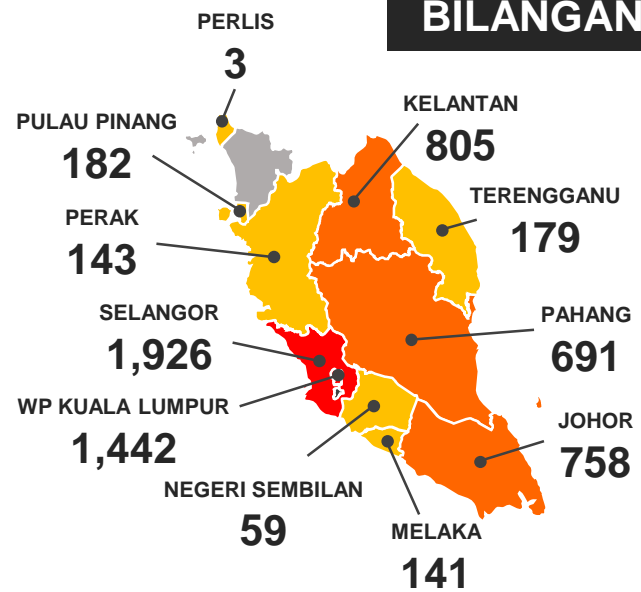 BILANGAN
PERLIS
3
PULAU PINANG
182
KELANTAN
805
PERAK
143
TERENGGANU
179
SELANGOR
1,926
PAHANG
691
WP KUALA LUMPUR
1,442
JOHOR
758
NEGERI SEMBILAN
59
MELAKA
141